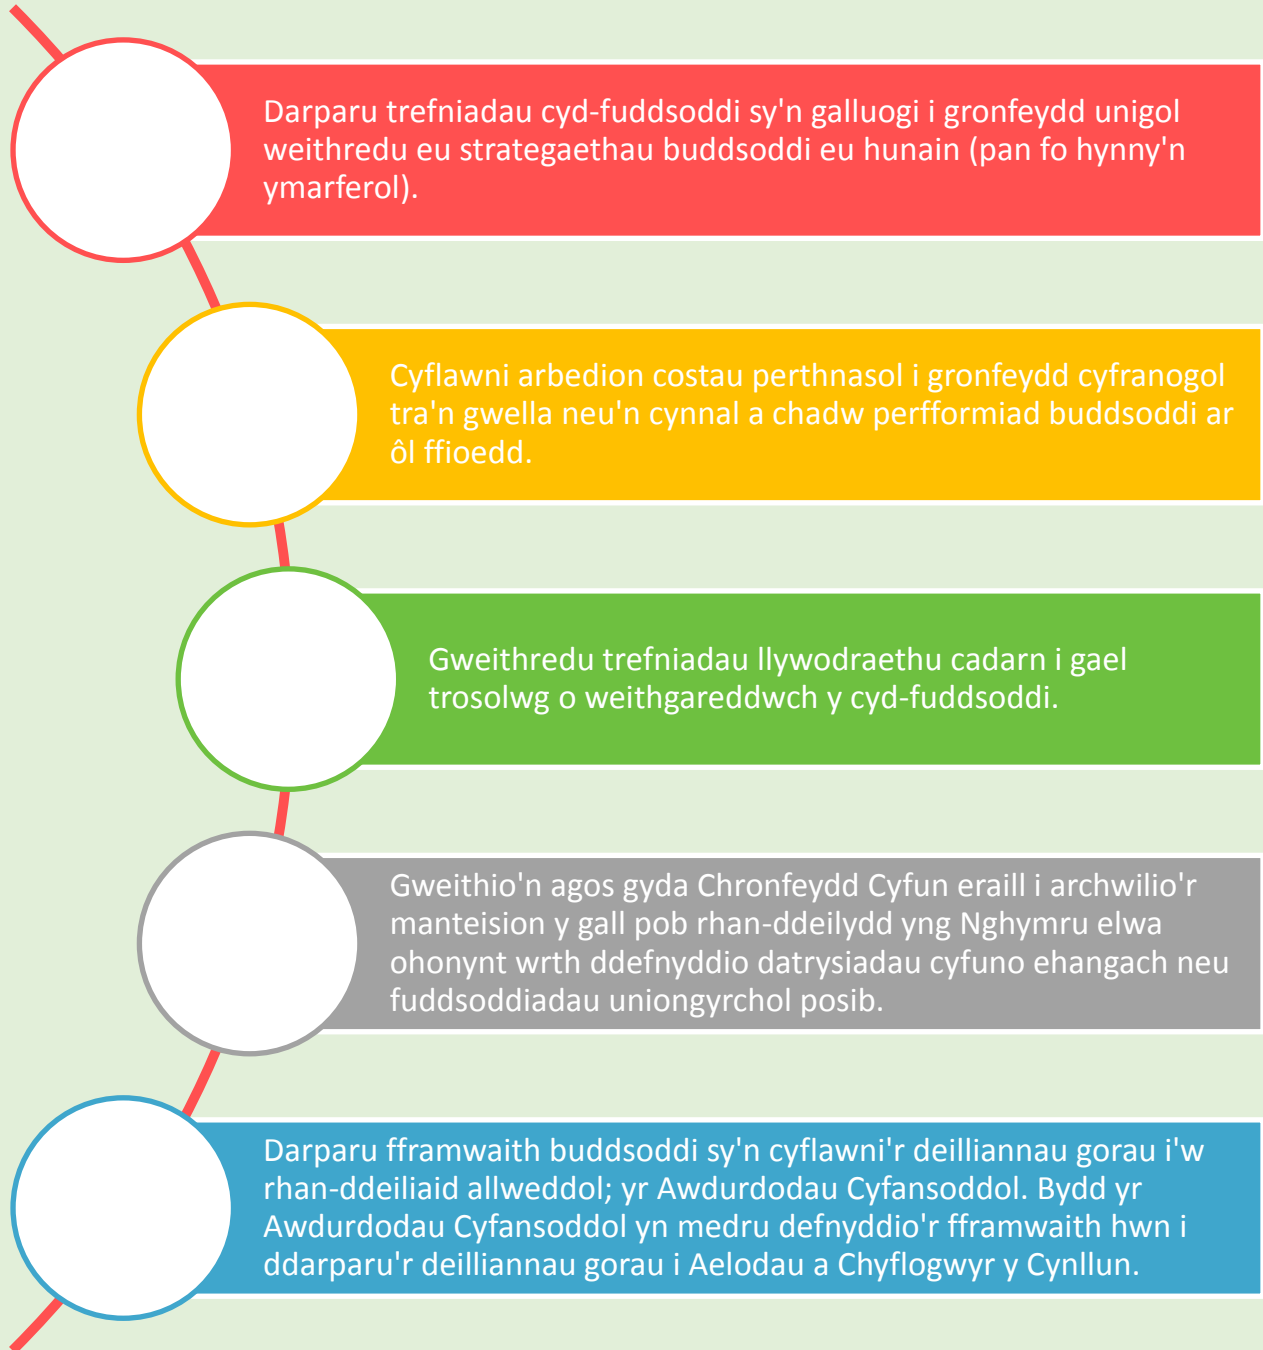 Darparu trefniadau cyd-fuddsoddi sy'n galluogi i gronfeydd unigol
weithredu eu strategaethau buddsoddi eu hunain (pan fo hynny'n
ymarferol).
Cyflawni arbedion costau perthnasol i gronfeydd cyfranogol
tra'n gwella neu'n cynnal a chadw perfformiad buddsoddi ar
ôl ffioedd.
Gweithredu trefniadau llywodraethu cadarn i gael
trosolwg o weithgareddwch y cyd-fuddsoddi.
Gweithio'n agos gyda Chronfeydd Cyfun eraill i archwilio'r
manteision y gall pob rhan-ddeilydd yng Nghymru elwa
ohonynt wrth ddefnyddio datrysiadau cyfuno ehangach neu
fuddsoddiadau uniongyrchol posib.
Darparu fframwaith buddsoddi sy'n cyflawni'r deilliannau gorau i'w
rhan-ddeiliaid allweddol; yr Awdurdodau Cyfansoddol. Bydd yr
Awdurdodau Cyfansoddol yn medru defnyddio'r fframwaith hwn i
ddarparu'r deilliannau gorau i Aelodau a Chyflogwyr y Cynllun.